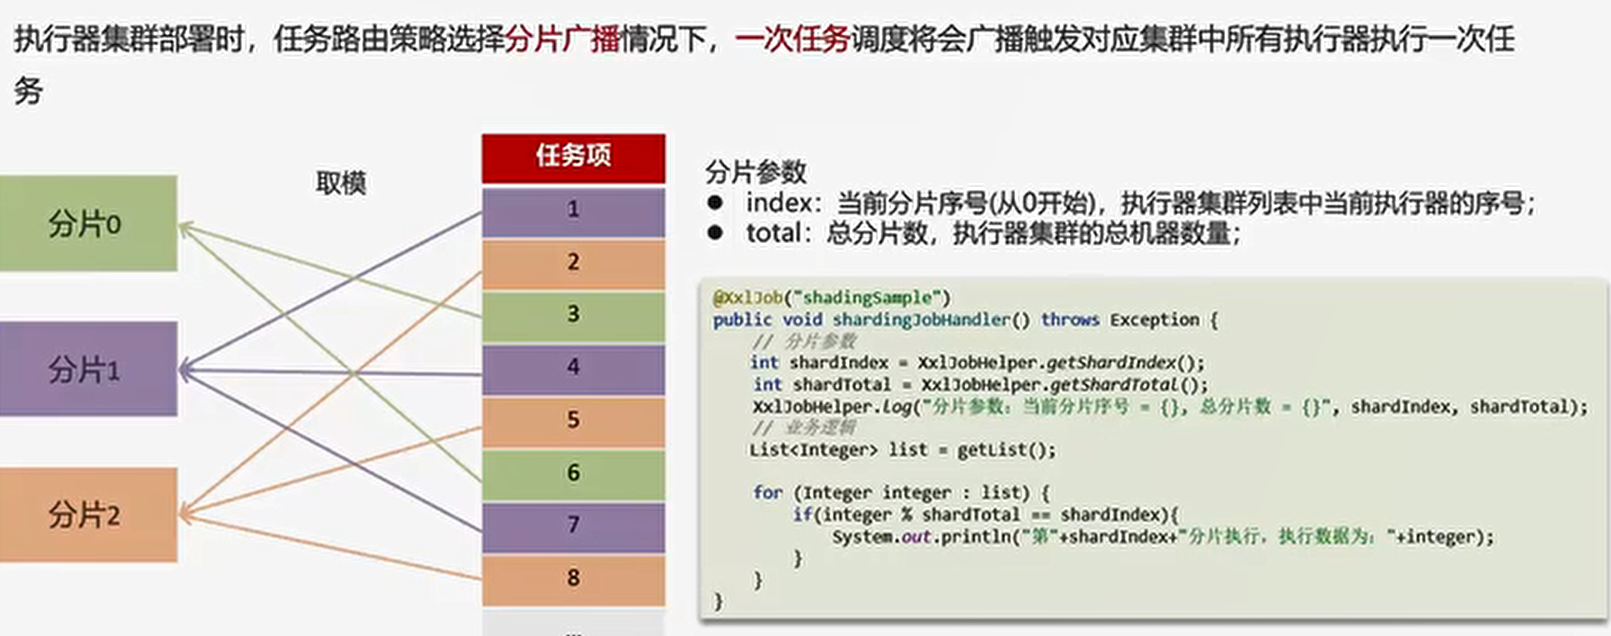 执行器集群部署时，任务路由策略选择分片广播情况下，一次任务调度将会广播触发对应集群中所有执行器执行一次任
务
取模
分片0
分片1
分片2
任务项
1
2
3
4
5
6
7
8
...
分片参数
● index：当前分片序号(从0开始)，执行器集群列表中当前执行器的序号；
● total：总分片数，执行器集群的总机器数量；
@XxlJob("shadingSample")
public void shardingJobHandler() throws Exception {
// 分片参数
int shardIndex = XxlJobHelper.getShardIndex();
int shardTotal = XxlJobHelper.getShardTotal();
XxlJobHelper.log("分片参数：当前分片序号 = {}, 总分片数 = {}", shardIndex, shardTotal);
// 业务逻辑
List<Integer> list = getList();
for (Integer integer : list) {
if(integer % shardTotal == shardIndex){
System.out.println("第"+shardIndex+"分片执行，执行数据为："+integer);
}
}
}